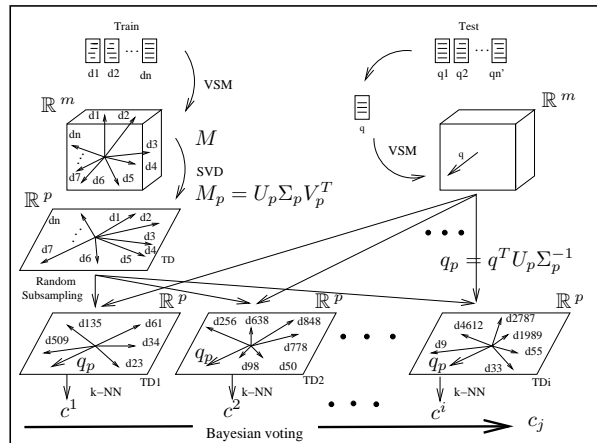 Train
Test
d1 d2 ... dn
q1 q2 ... qn'
VSM
q
VSM
ℝ^m
ℝ^m
d1 d2
dn
d3
d4
d5
d6
d7
M
SVD
q
M_p = U_p Σ_p V_p^T
ℝ^p
dn
d1
d2
d3
d4
d5
d6
d7
TD
q_p = q^T U_p Σ_p^{-1}
Random
Subsampling
ℝ^p
ℝ^p
ℝ^p
d135
d61
d34
d23
d509
q_p
TD1
d256
d638
d848
d778
d50
d98
q_p
TD2
d4612
d2787
d1989
d55
d33
d9
q_p
TDi
k-NN
k-NN
k-NN
c^1
c^2
c^i
Bayesian voting
c_j